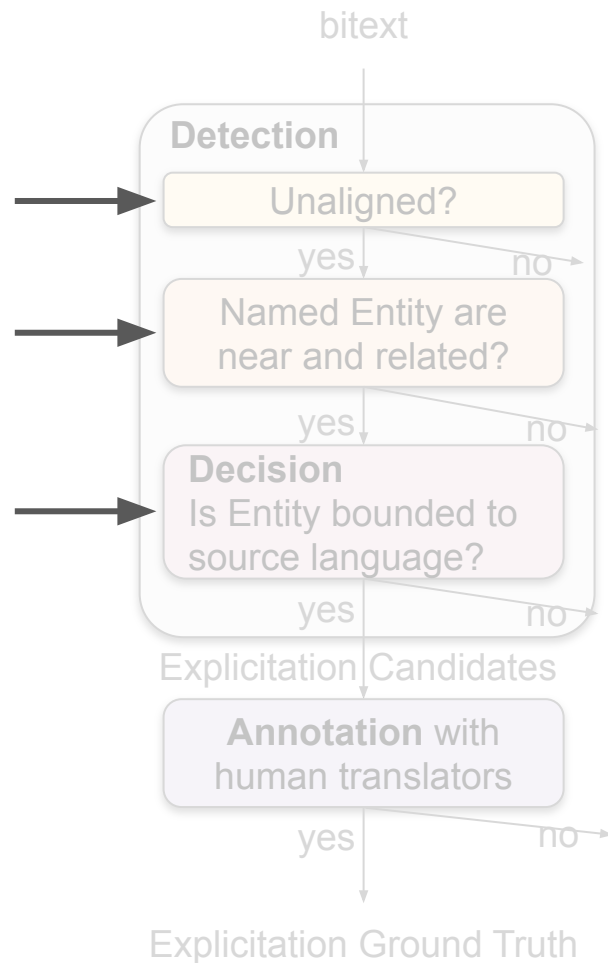 bitext
Detection
Unaligned?
yes
no
Named Entity are
near and related?
yes
no
Decision
Is Entity bounded to
source language?
yes
no
Explicitation Candidates
Annotation with
human translators
yes
no
Explicitation Ground Truth